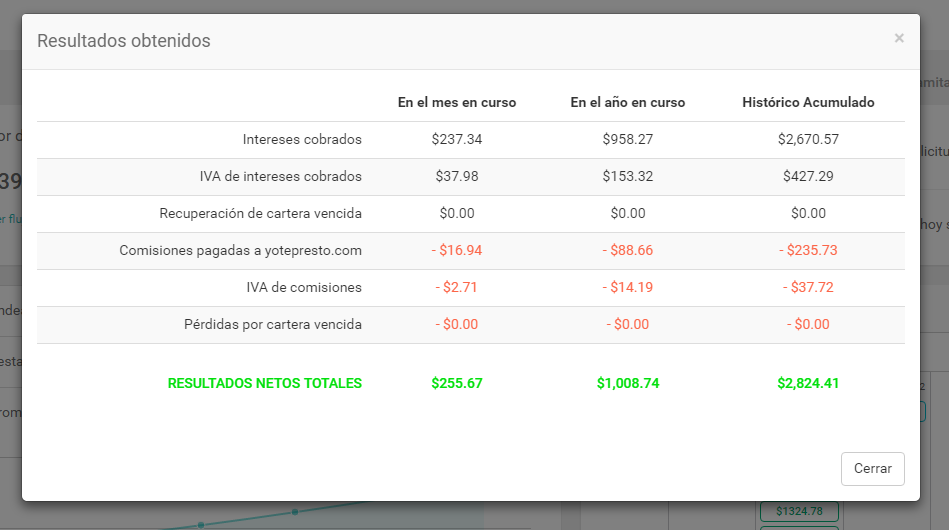 Resultados obtenidos ×
En el mes en curso En el año en curso Histórico Acumulado
Intereses cobrados $237.34 $958.27 $2,670.57
IVA de intereses cobrados $37.98 $153.32 $427.29
Recuperación de cartera vencida $0.00 $0.00 $0.00
Comisiones pagadas a yotepresto.com - $16.94 - $88.66 - $235.73
IVA de comisiones - $2.71 - $14.19 - $37.72
Pérdidas por cartera vencida - $0.00 - $0.00 - $0.00
RESULTADOS NETOS TOTALES $255.67 $1,008.74 $2,824.41
Cerrar
$1324.78